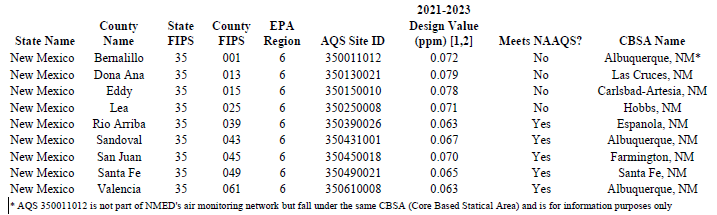 2021-2023
County State County EPA Design Value
State Name Name FIPS FIPS Region AQS Site ID (ppm) [1,2] Meets NAAQS? CBSA Name
New Mexico Bernalillo 35 001 6 350011012 0.072 No Albuquerque, NM*
New Mexico Dona Ana 35 013 6 350130021 0.079 No Las Cruces, NM
New Mexico Eddy 35 015 6 350150010 0.078 No Carlsbad-Artesia, NM
New Mexico Lea 35 025 6 350250008 0.071 No Hobbs, NM
New Mexico Rio Arriba 35 039 6 350390026 0.063 Yes Espanola, NM
New Mexico Sandoval 35 043 6 350431001 0.067 Yes Albuquerque, NM
New Mexico San Juan 35 045 6 350450018 0.070 Yes Farmington, NM
New Mexico Santa Fe 35 049 6 350490021 0.065 Yes Santa Fe, NM
New Mexico Valencia 35 061 6 350610008 0.063 Yes Albuquerque, NM
* AQS 350011012 is not part of NMED's air monitoring network but fall under the same CBSA (Core Based Statical Area) and is for information purposes only